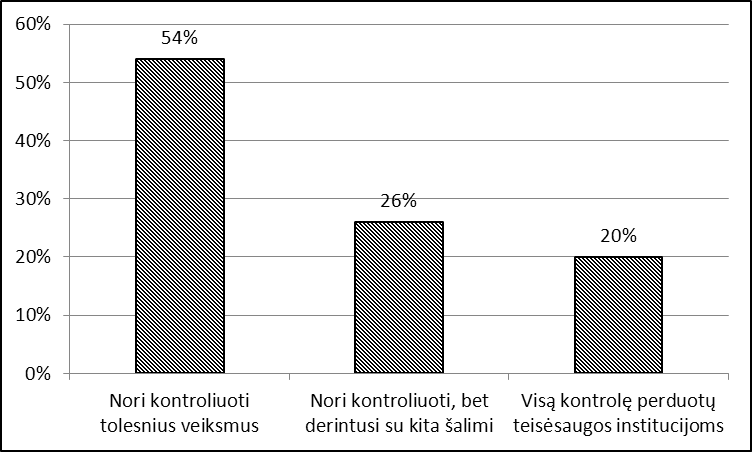 60%
50%
40%
30%
20%
10%
0%
54%
26%
20%
Nori kontroliuoti
tolesnius veiksmus
Nori kontroliuoti, bet
derintusi su kita šalimi
Visą kontrolę perduotų
teisėsaugos institucijoms